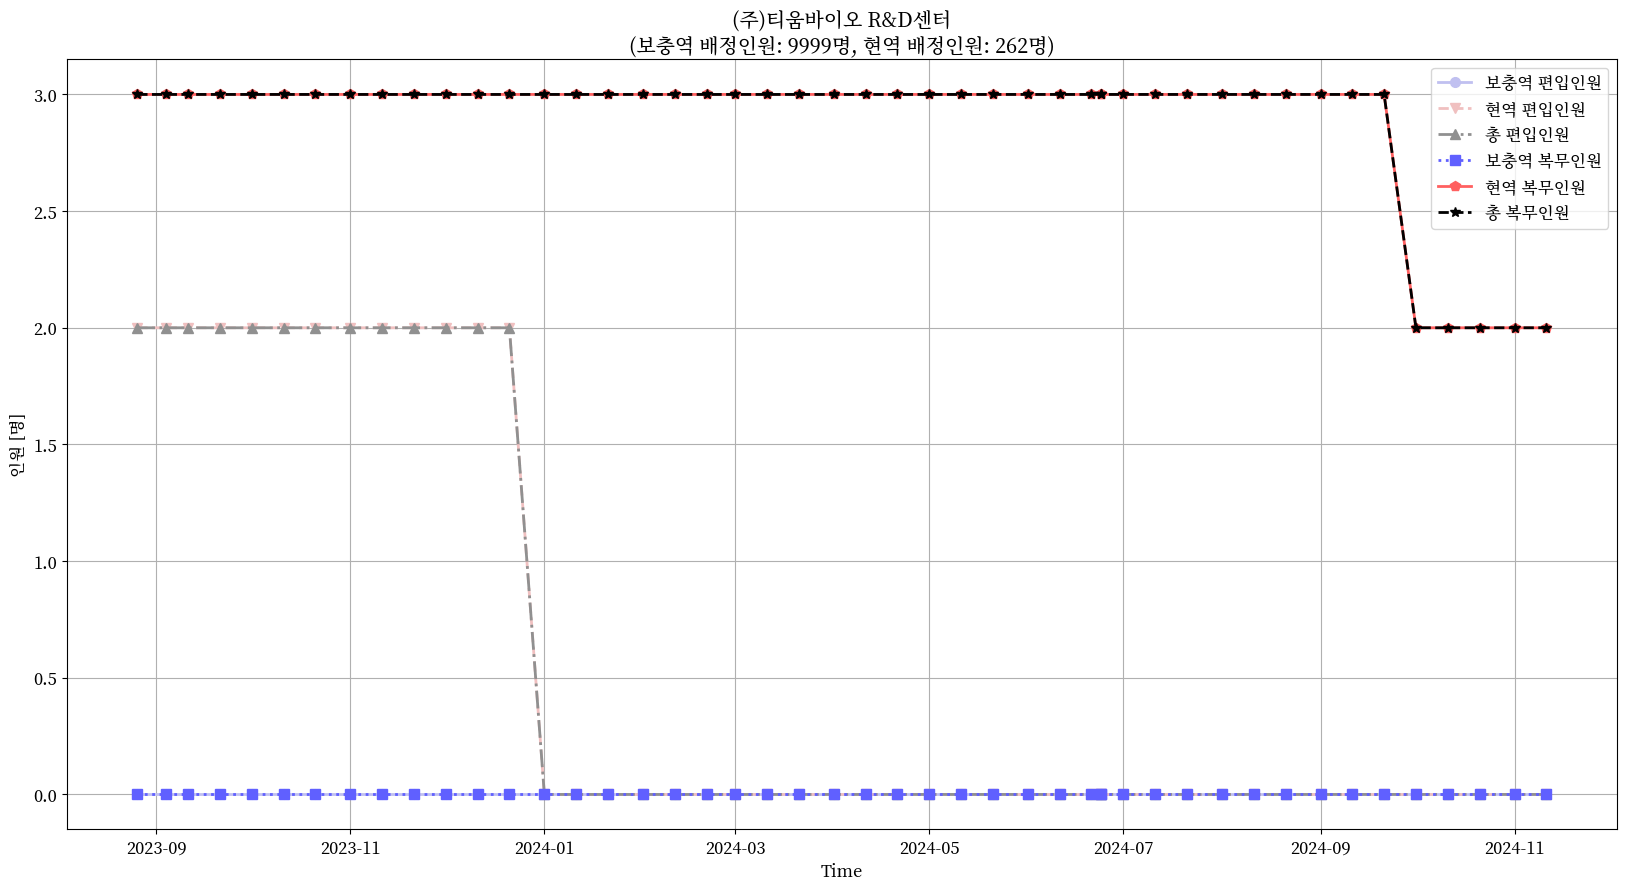 (주)티움바이오 R&D센터
(보충역 배정인원: 9999명, 현역 배정인원: 262명)
보충역 편입인원
현역 편입인원
총 편입인원
보충역 복무인원
현역 복무인원
총 복무인원
인원 [명]
3.0
2.5
2.0
1.5
1.0
0.5
0.0
2023-09
2023-11
2024-01
2024-03
2024-05
2024-07
2024-09
2024-11
Time